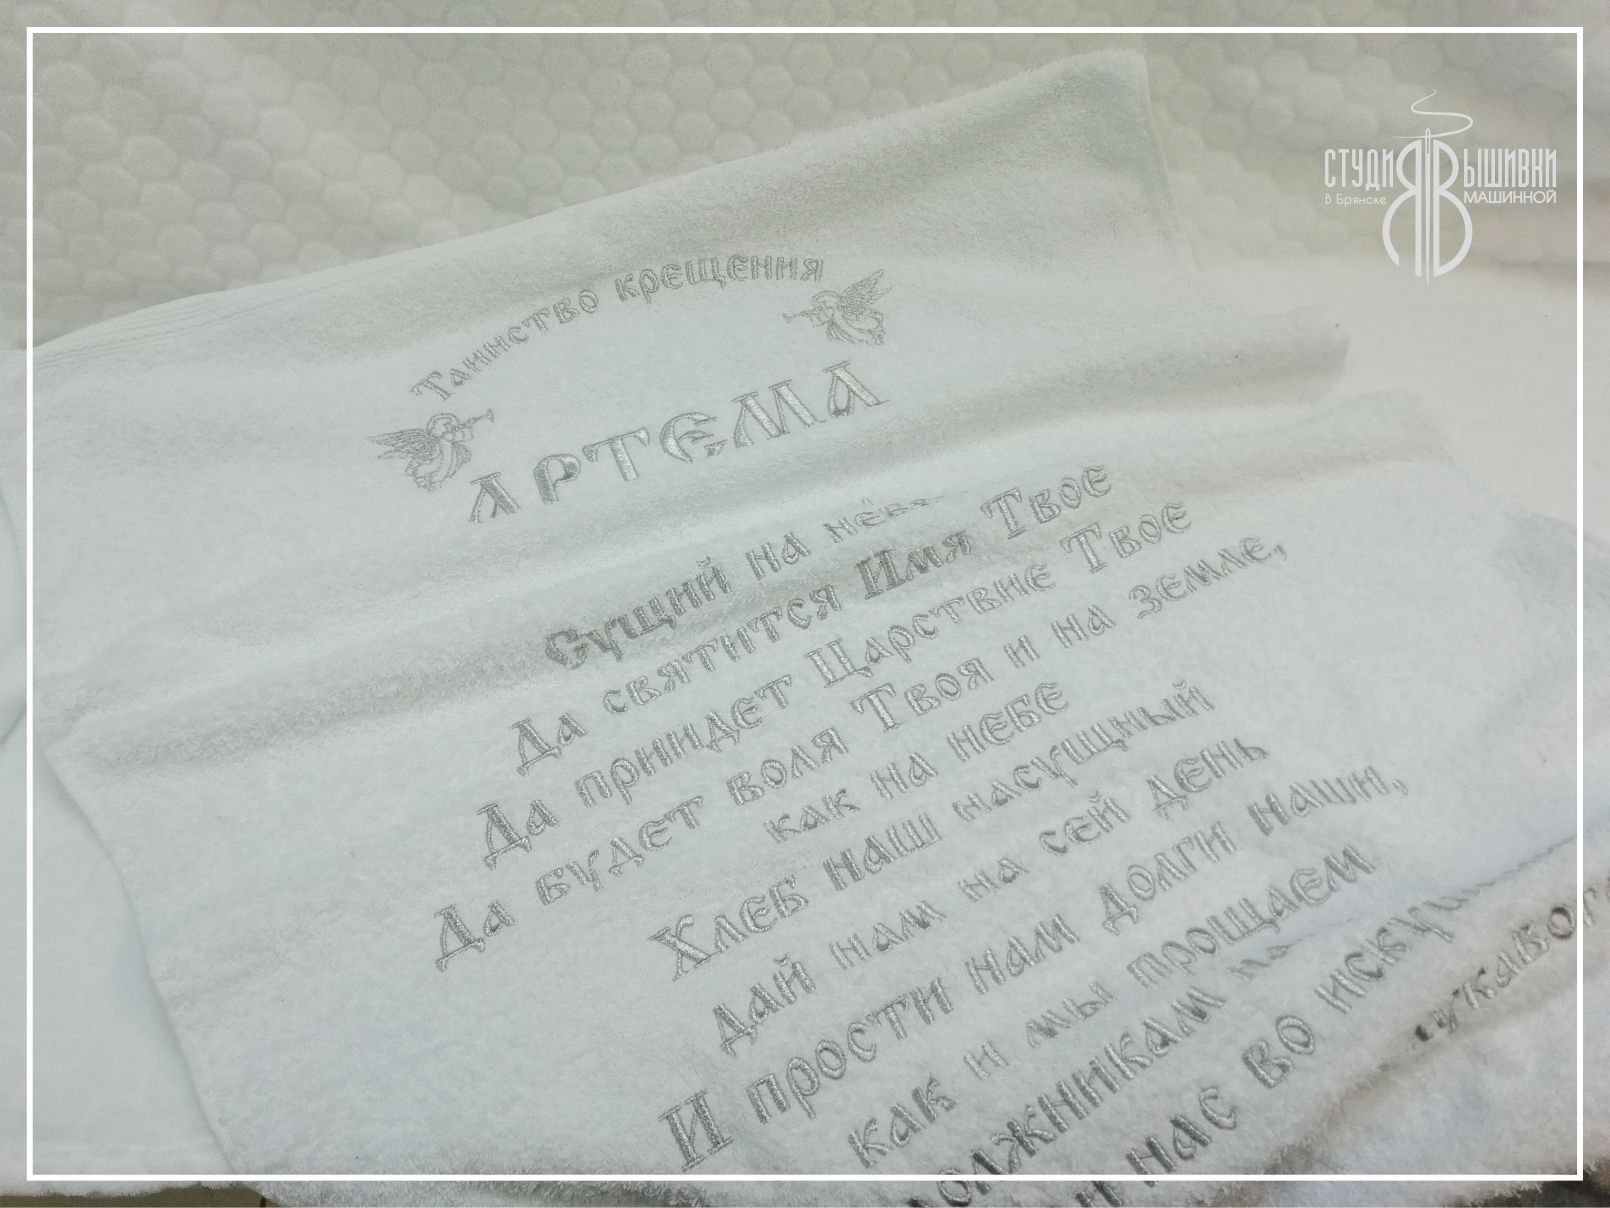 СТУДИЯ ВЫШИВКИ
В Брянске МАШИННОЙ
Таинство крещения
АРТЕМА
Сущий на
Да святится Имя Твое
Да приидет Царствие Твое
Да будет воля Твоя и на земле,
как на небе
Хлеб наш насущный
дай нам на сей день
И прости нам долги наши,
как и мы прощаем
нас во